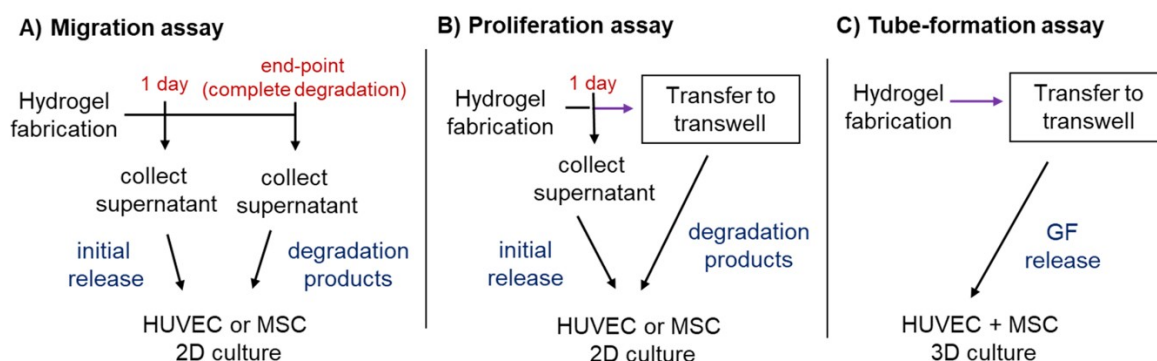 A) Migration assay
1 day
end-point
(complete degradation)
Hydrogel
fabrication
collect
supernatant
collect
supernatant
initial
release
degradation
products
HUVEC or MSC
2D culture
B) Proliferation assay
1 day
Hydrogel
fabrication
Transfer to
transwell
collect
supernatant
initial
release
degradation
products
HUVEC or MSC
2D culture
C) Tube-formation assay
Hydrogel
fabrication
Transfer to
transwell
GF
release
HUVEC + MSC
3D culture